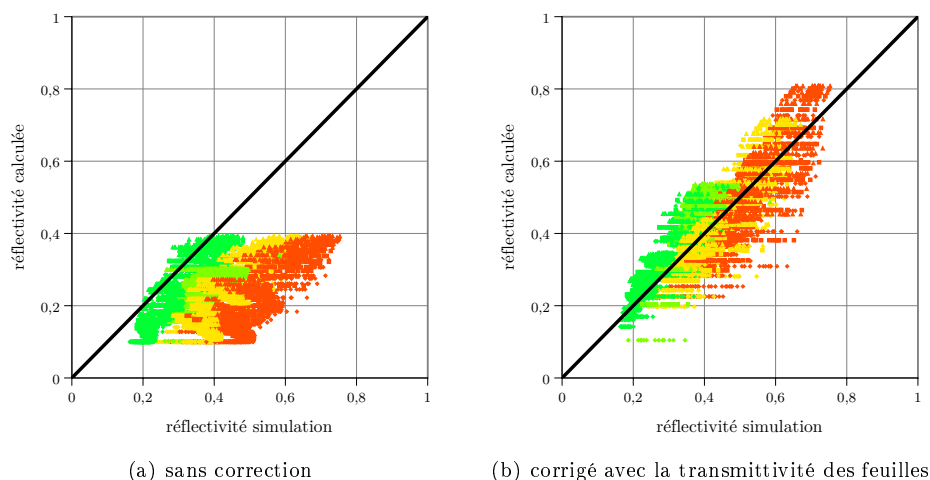 1
0,8
0,6
0,4
0,2
0
0 0,2 0,4 0,6 0,8 1
réflectivité calculée
réflectivité simulation
(a) sans correction
1
0,8
0,6
0,4
0,2
0
0 0,2 0,4 0,6 0,8 1
réflectivité calculée
réflectivité simulation
(b) corrigé avec la transmittivité des feuilles